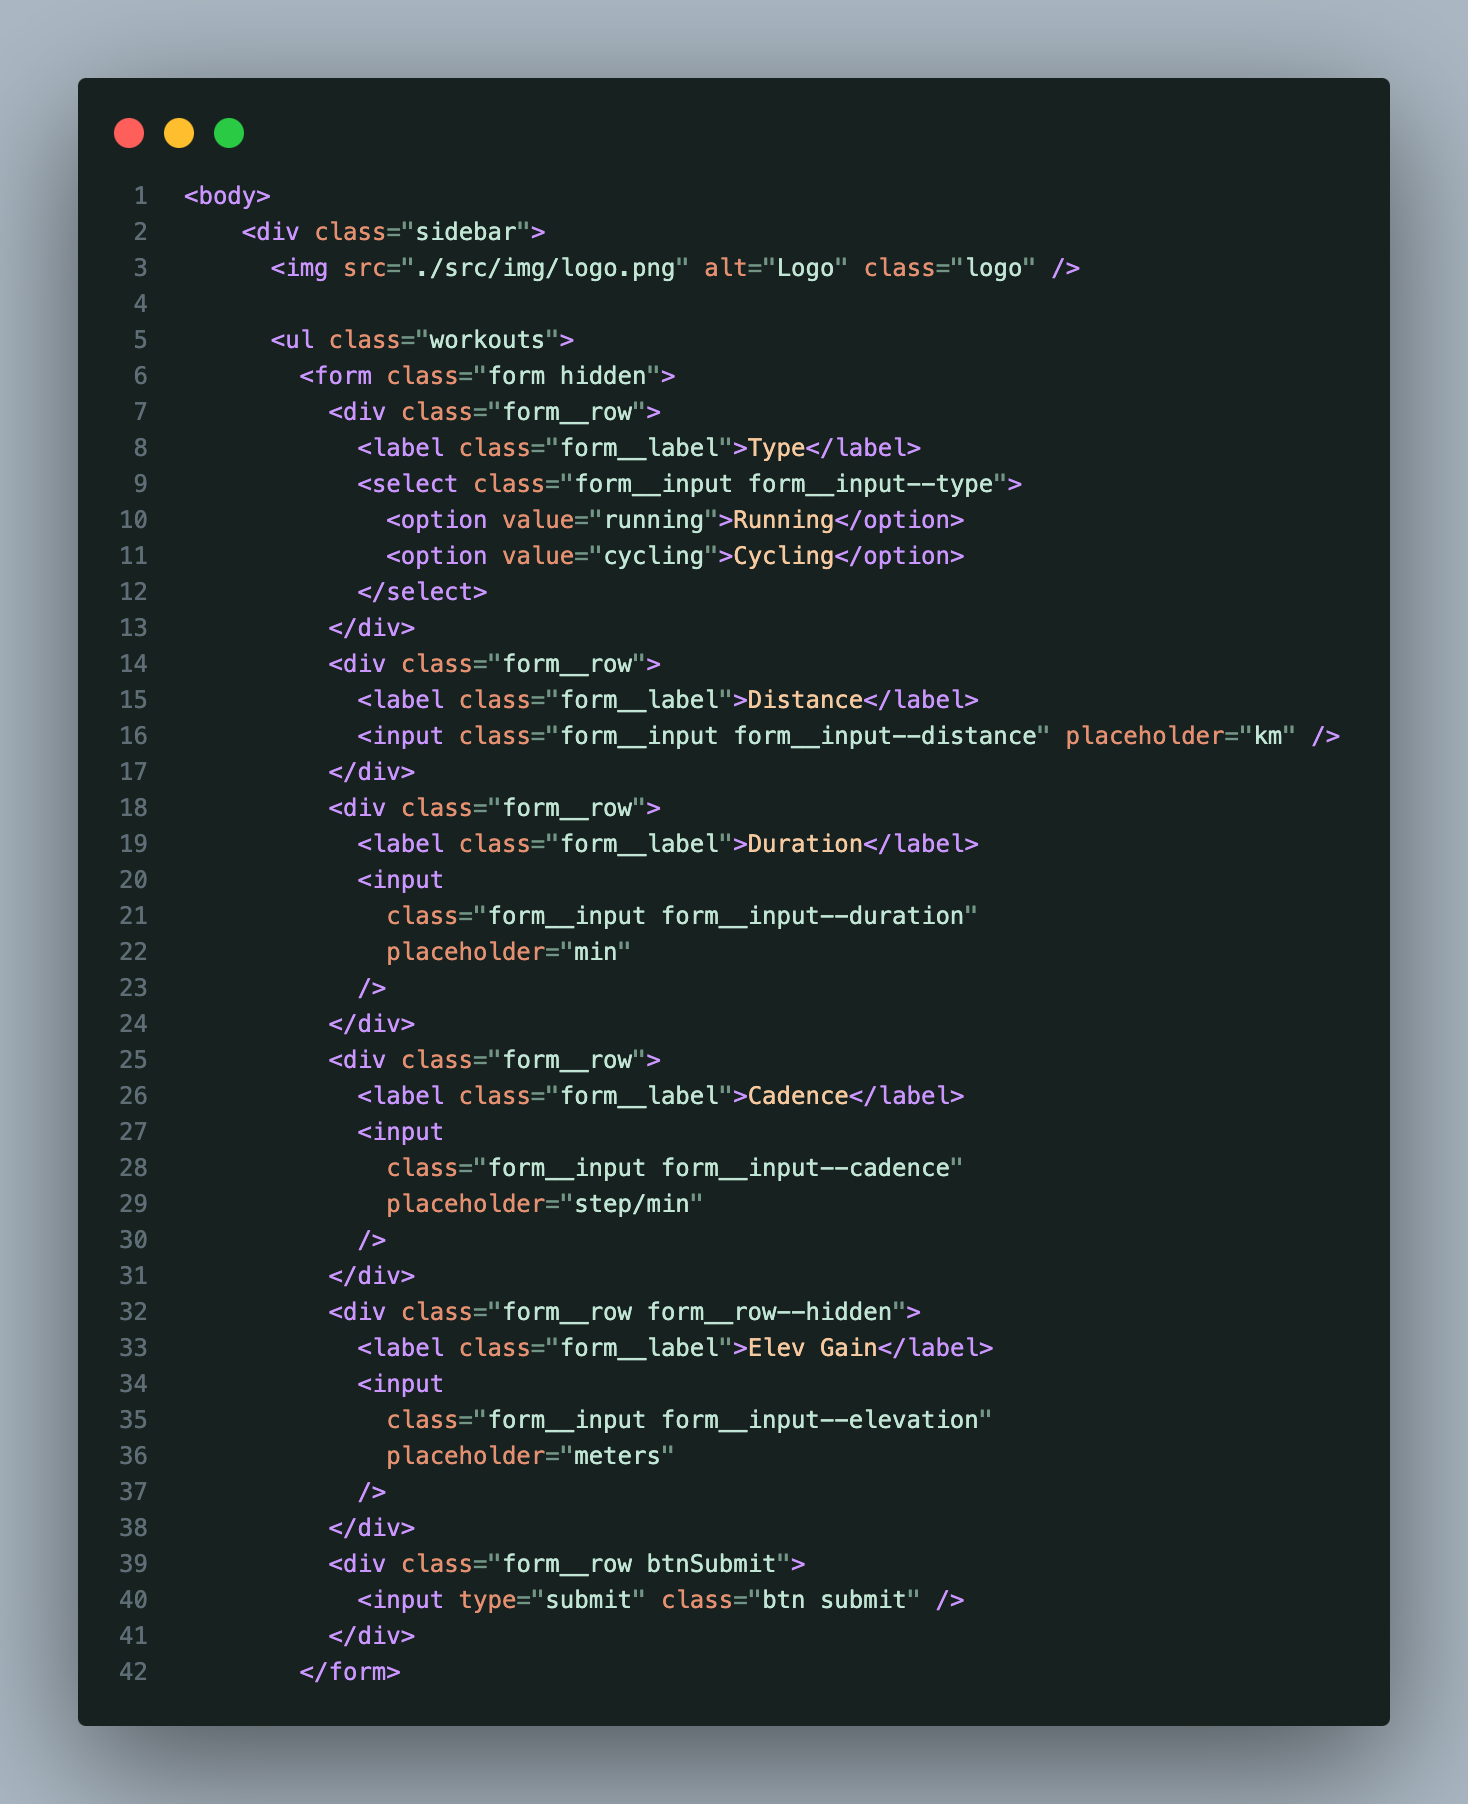 1 <body>
2     <div class="sidebar">
3       <img src="./src/img/logo.png" alt="Logo" class="logo" />
4
5       <ul class="workouts">
6         <form class="form hidden">
7           <div class="form__row">
8             <label class="form__label">Type</label>
9             <select class="form__input form__input--type">
10               <option value="running">Running</option>
11               <option value="cycling">Cycling</option>
12             </select>
13           </div>
14           <div class="form__row">
15             <label class="form__label">Distance</label>
16             <input class="form__input form__input--distance" placeholder="km" />
17           </div>
18           <div class="form__row">
19             <label class="form__label">Duration</label>
20             <input
21               class="form__input form__input--duration"
22               placeholder="min"
23             />
24           </div>
25           <div class="form__row">
26             <label class="form__label">Cadence</label>
27             <input
28               class="form__input form__input--cadence"
29               placeholder="step/min"
30             />
31           </div>
32           <div class="form__row form__row--hidden">
33             <label class="form__label">Elev Gain</label>
34             <input
35               class="form__input form__input--elevation"
36               placeholder="meters"
37             />
38           </div>
39           <div class="form__row btnSubmit">
40             <input type="submit" class="btn submit" />
41           </div>
42         </form>